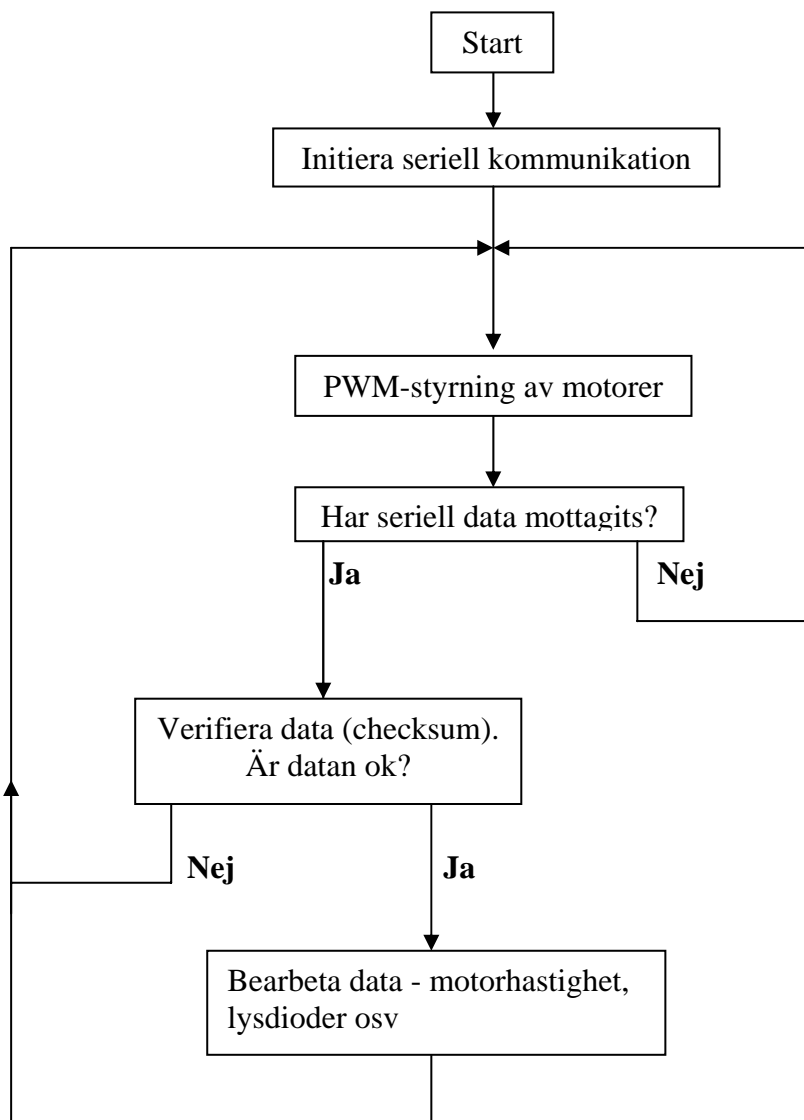 Start
Initiera seriell kommunikation
PWM-styrning av motorer
Har seriell data mottagits?
Ja
Nej
Verifiera data (checksum).
Är datan ok?
Nej
Ja
Bearbeta data - motorhastighet,
lysdioder osv